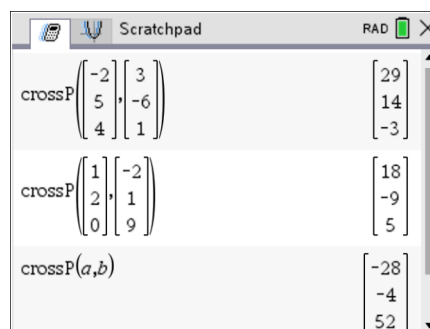 Scratchpad RAD
crossP([-2 5 4],[3 -6 1]) [29 14 -3]
crossP([1 2 0],[-2 1 9]) [18 -9 5]
crossP(a,b) [-28 -4 52]